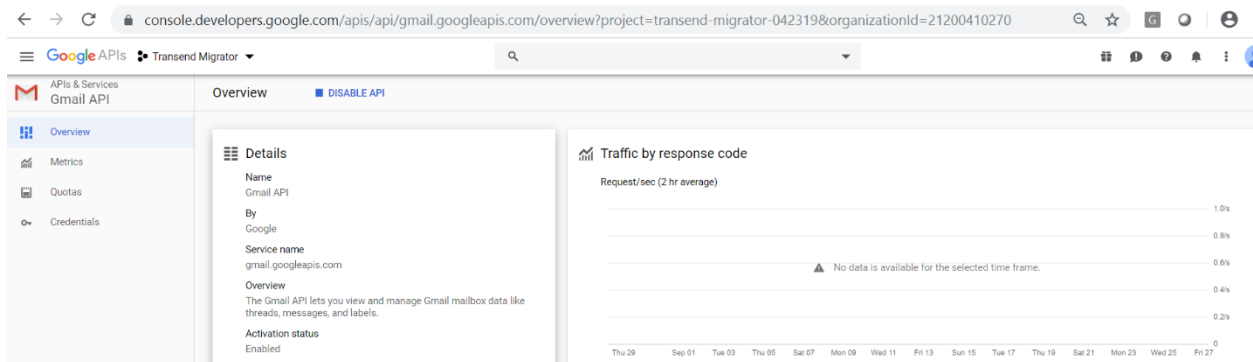 console.developers.google.com/apis/api/gmail.googleapis.com/overview?project=transend-migrator-042319&organizationId=21200410270
G
Google APIs Transend Migrator
APIs & Services
Gmail API
Overview DISABLE API
Overview
Metrics
Quotas
Credentials
Details
Name
Gmail API
By
Google
Service name
gmail.googleapis.com
Overview
The Gmail API lets you view and manage Gmail mailbox data like
threads, messages, and labels.
Activation status
Enabled
Traffic by response code
Request/sec (2 hr average)
1.0/s
0.8/s
No data is available for the selected time frame.
0.6/s
0.4/s
0.2/s
0
Thu 29 Sep 01 Tue 03 Thu 05 Sat 07 Mon 09 Wed 11 Fri 13 Sun 15 Tue 17 Thu 19 Sat 21 Mon 23 Wed 25 Fri 27